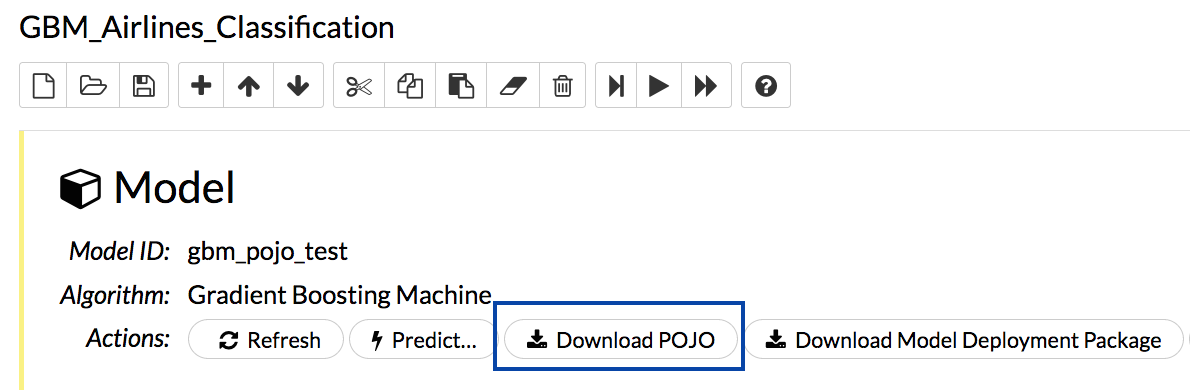 GBM_Airlines_Classification
Model
Model ID: gbm_pojo_test
Algorithm: Gradient Boosting Machine
Actions: Refresh Predict... Download POJO Download Model Deployment Package